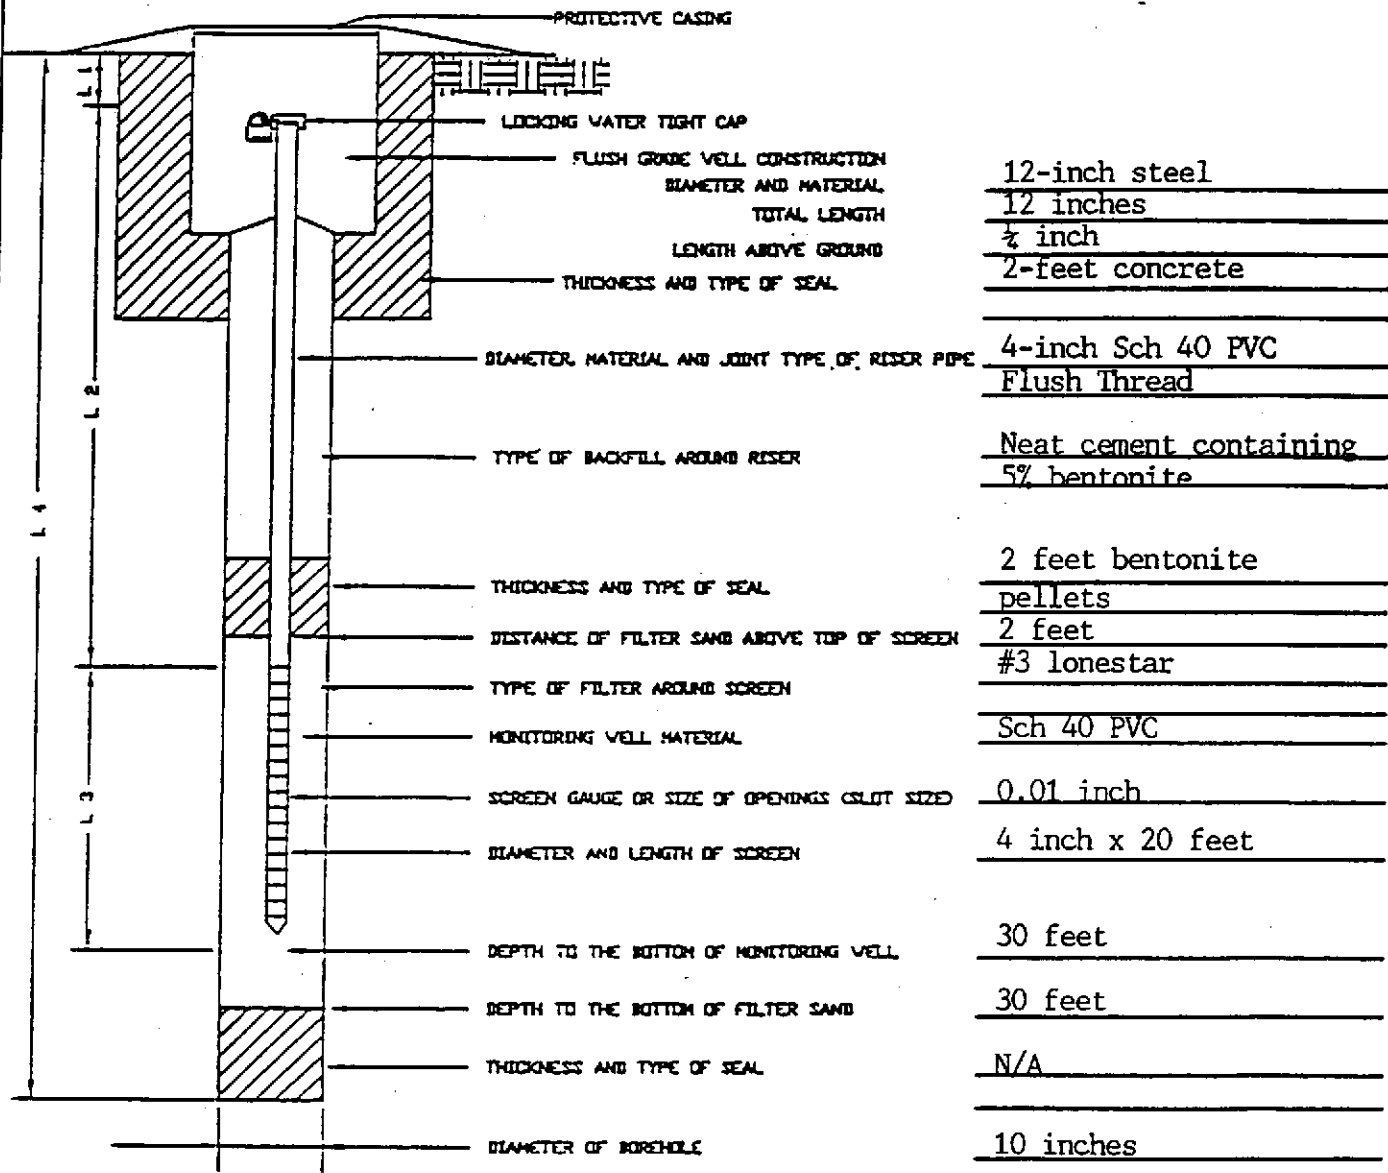 PROTECTIVE CASING
L 1
LOCKING WATER TIGHT CAP
FLUSH GRADE WELL CONSTRUCTION
DIAMETER AND MATERIAL 12-inch steel
TOTAL LENGTH 12 inches
LENGTH ABOVE GROUND ¼ inch
THICKNESS AND TYPE OF SEAL 2-feet concrete
DIAMETER, MATERIAL AND JOINT TYPE OF RISER PIPE 4-inch Sch 40 PVC
Flush Thread
L 2
TYPE OF BACKFILL AROUND RISER Neat cement containing
5% bentonite
L 4
THICKNESS AND TYPE OF SEAL 2 feet bentonite
pellets
DISTANCE OF FILTER SAND ABOVE TOP OF SCREEN 2 feet
TYPE OF FILTER AROUND SCREEN #3 lonestar
MONITORING WELL MATERIAL Sch 40 PVC
L 3
SCREEN GAUGE OR SIZE OF OPENINGS (SLOT SIZE) 0.01 inch
DIAMETER AND LENGTH OF SCREEN 4 inch x 20 feet
DEPTH TO THE BOTTOM OF MONITORING WELL 30 feet
DEPTH TO THE BOTTOM OF FILTER SAND 30 feet
THICKNESS AND TYPE OF SEAL N/A
DIAMETER OF BOREHOLE 10 inches